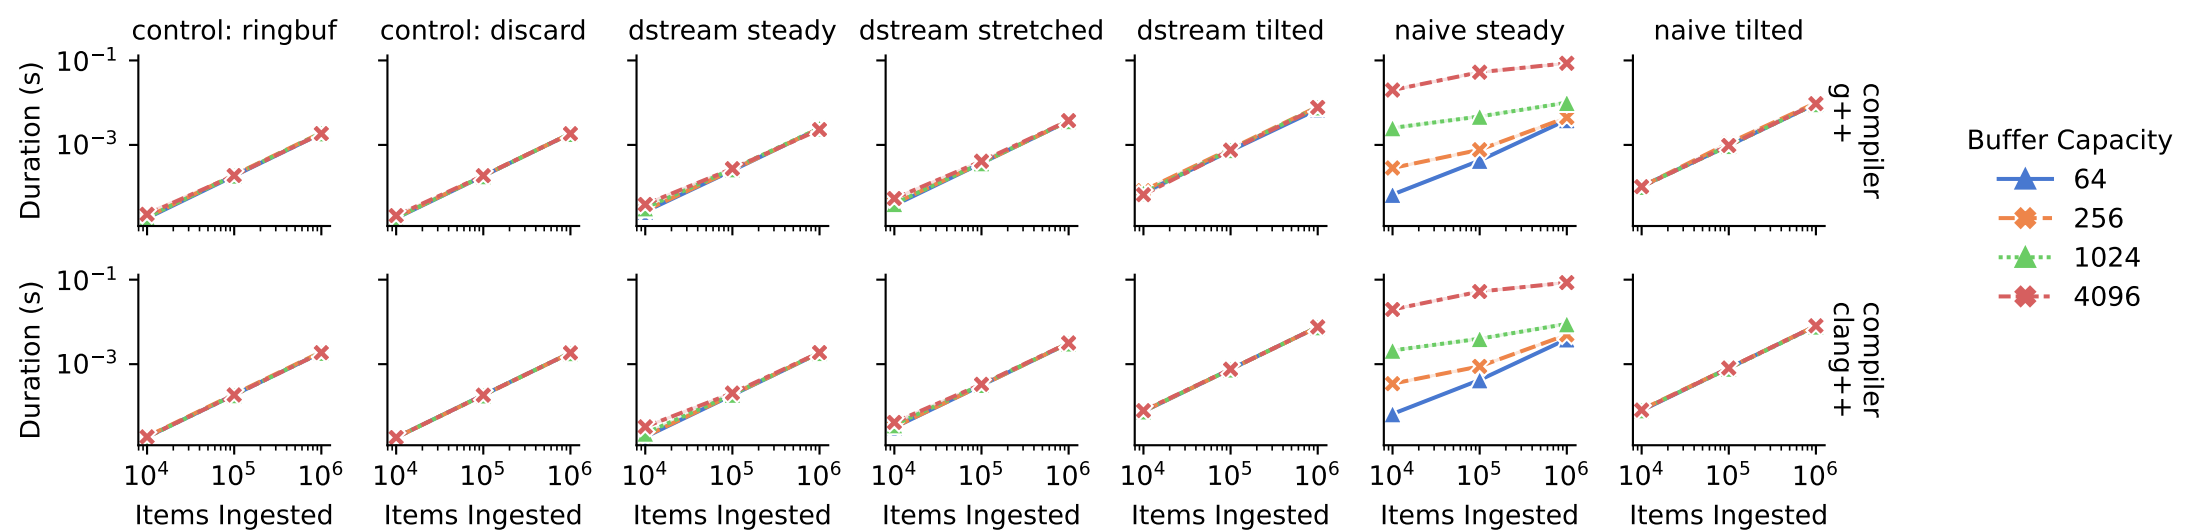 control: ringbuf
control: discard
dstream steady
dstream stretched
dstream tilted
naive steady
naive tilted
Duration (s)
10⁻¹
10⁻³
compiler
g++
Buffer Capacity
64
256
1024
4096
Duration (s)
10⁻¹
10⁻³
compiler
clang++
10⁴ 10⁵ 10⁶
10⁴ 10⁵ 10⁶
10⁴ 10⁵ 10⁶
10⁴ 10⁵ 10⁶
10⁴ 10⁵ 10⁶
10⁴ 10⁵ 10⁶
10⁴ 10⁵ 10⁶
Items Ingested
Items Ingested
Items Ingested
Items Ingested
Items Ingested
Items Ingested
Items Ingested